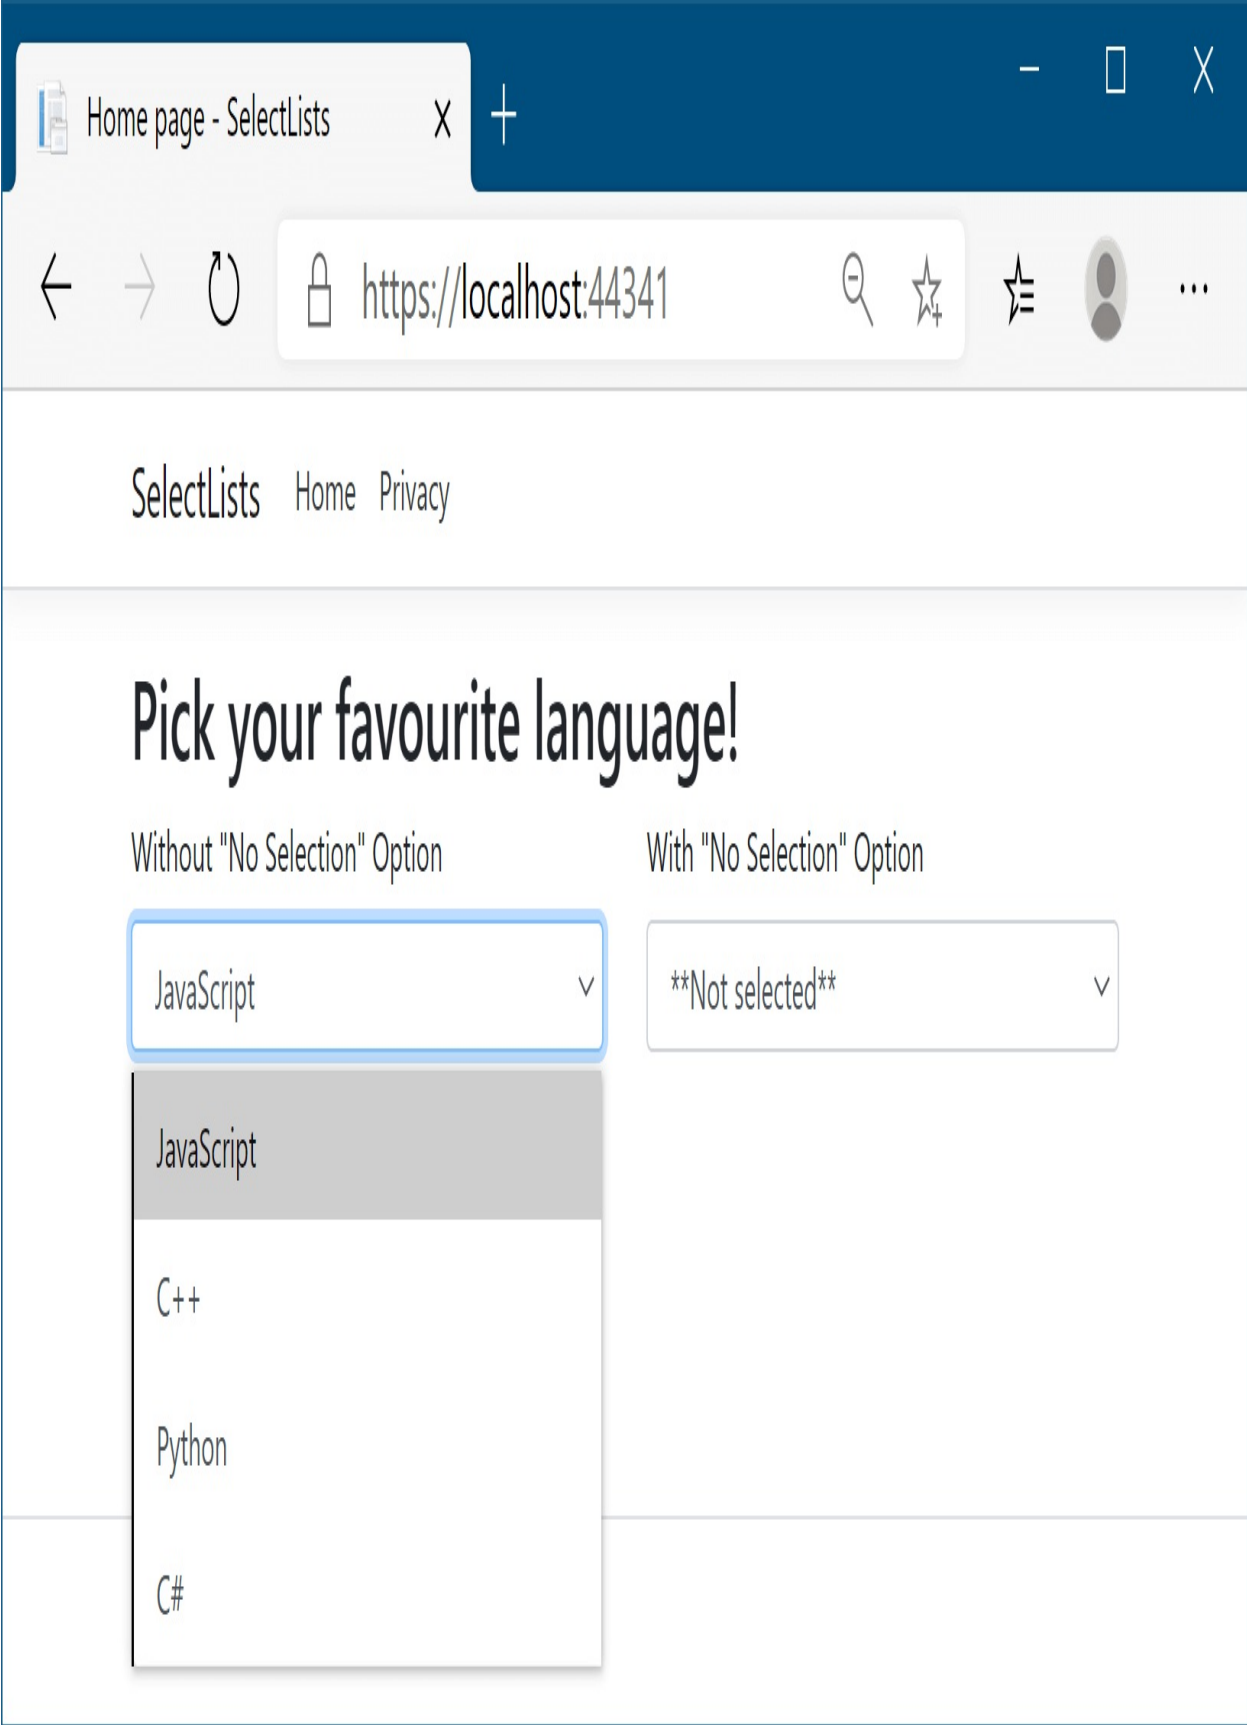 Home page - SelectLists
https://localhost:44341
SelectLists Home Privacy
Pick your favourite language!
Without "No Selection" Option
With "No Selection" Option
JavaScript
**Not selected**
JavaScript
C++
Python
C#